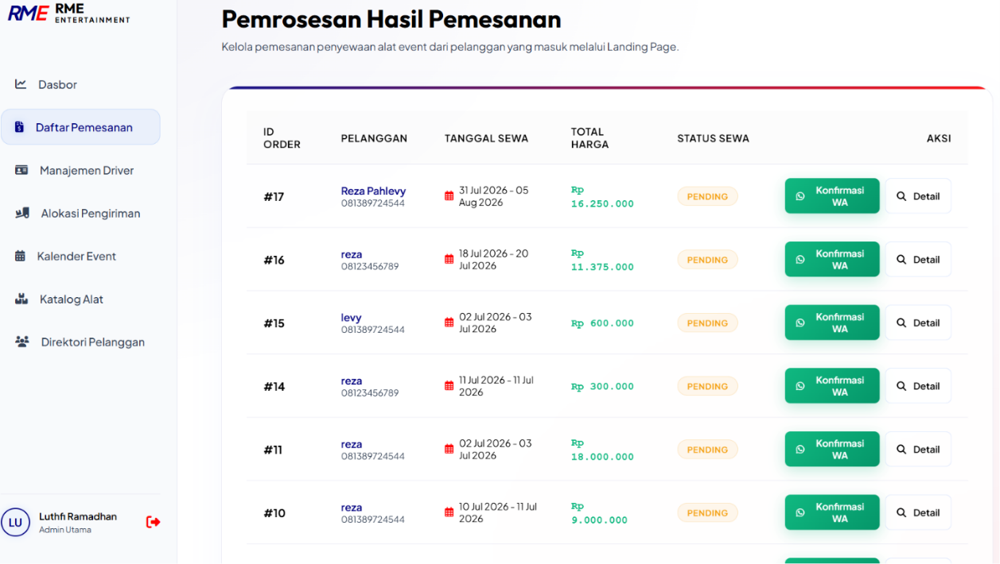 RME RME
ENTERTAINMENT
Pemrosesan Hasil Pemesanan
Kelola pemesanan penyewaan alat event dari pelanggan yang masuk melalui Landing Page.
Dasbor
Daftar Pemesanan
Manajemen Driver
Alokasi Pengiriman
Kalender Event
Katalog Alat
Direktori Pelanggan
LU
Luthfi Ramadhan
Admin Utama
ID
ORDER
PELANGGAN
TANGGAL SEWA
TOTAL
HARGA
STATUS SEWA
AKSI
#17
Reza Pahlevy
081389724544
31 Jul 2026 - 05
Aug 2026
Rp
16.250.000
PENDING
Konfirmasi
WA
Detail
#16
reza
08123456789
18 Jul 2026 - 20
Jul 2026
Rp
11.375.000
PENDING
Konfirmasi
WA
Detail
#15
levy
081389724544
02 Jul 2026 - 03
Jul 2026
Rp 600.000
PENDING
Konfirmasi
WA
Detail
#14
reza
08123456789
11 Jul 2026 - 11 Jul
2026
Rp 300.000
PENDING
Konfirmasi
WA
Detail
#11
reza
081389724544
02 Jul 2026 - 03
Jul 2026
Rp
18.000.000
PENDING
Konfirmasi
WA
Detail
#10
reza
081389724544
10 Jul 2026 - 11 Jul
2026
Rp
9.000.000
PENDING
Konfirmasi
WA
Detail